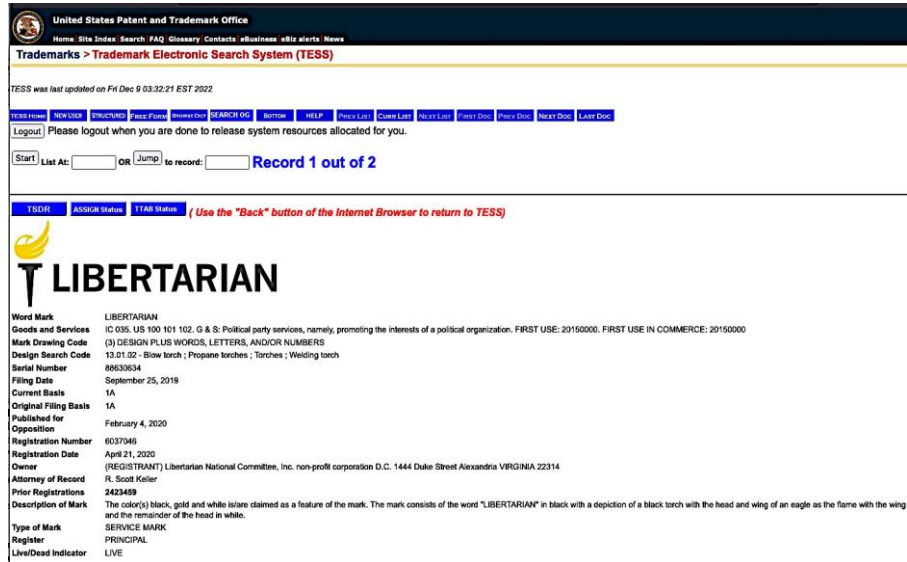 United States Patent and Trademark Office
Home Site Index Search FAQ Glossary Contacts eBusiness eBiz alerts News
Trademarks > Trademark Electronic Search System (TESS)
TESS was last updated on Fri Dec 9 03:32:21 EST 2022
TESS HOME NEW USER STRUCTURED FREE FORM BROWSE DICT SEARCH OG BOTTOM HELP PREV LIST CURR LIST NEXT LIST FIRST DOC PREV DOC NEXT DOC LAST DOC
Logout Please logout when you are done to release system resources allocated for you.
Start List At: OR Jump to record: Record 1 out of 2
TSDR ASSIGN Status TTAB Status ( Use the "Back" button of the Internet Browser to return to TESS)
LIBERTARIAN
Word Mark LIBERTARIAN
Goods and Services IC 035. US 100 101 102. G & S: Political party services, namely, promoting the interests of a political organization. FIRST USE: 20150000. FIRST USE IN COMMERCE: 20150000
Mark Drawing Code (3) DESIGN PLUS WORDS, LETTERS, AND/OR NUMBERS
Design Search Code 13.01.02 - Blow torch ; Propane torches ; Torches ; Welding torch
Serial Number 88630634
Filing Date September 25, 2019
Current Basis 1A
Original Filing Basis 1A
Published for
Opposition February 4, 2020
Registration Number 6037046
Registration Date April 21, 2020
Owner (REGISTRANT) Libertarian National Committee, Inc. non-profit corporation D.C. 1444 Duke Street Alexandria VIRGINIA 22314
Attorney of Record R. Scott Keller
Prior Registrations 2423459
Description of Mark The color(s) black, gold and white is/are claimed as a feature of the mark. The mark consists of the word "LIBERTARIAN" in black with a depiction of a black torch with the head and wing of an eagle as the flame with the wing
and the remainder of the head in white.
Type of Mark SERVICE MARK
Register PRINCIPAL
Live/Dead Indicator LIVE